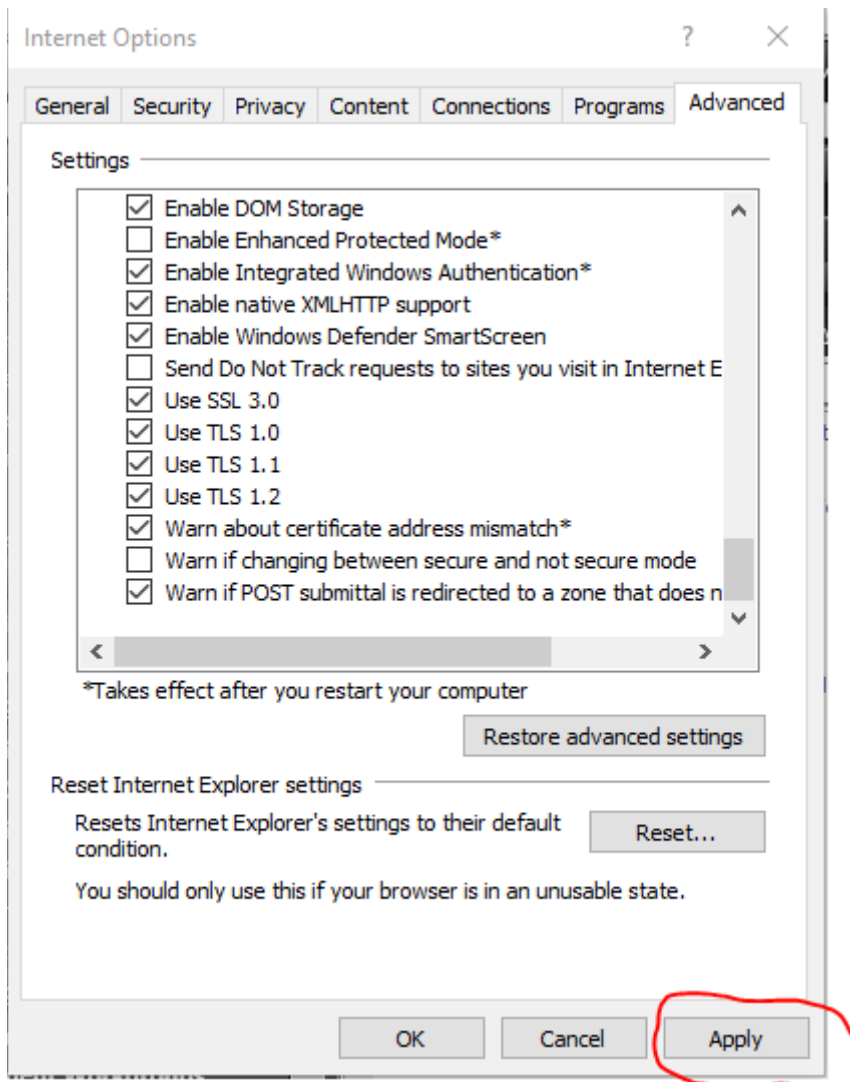 Internet Options
General Security Privacy Content Connections Programs Advanced
Settings
Enable DOM Storage
Enable Enhanced Protected Mode*
Enable Integrated Windows Authentication*
Enable native XMLHTTP support
Enable Windows Defender SmartScreen
Send Do Not Track requests to sites you visit in Internet E
Use SSL 3.0
Use TLS 1.0
Use TLS 1.1
Use TLS 1.2
Warn about certificate address mismatch*
Warn if changing between secure and not secure mode
Warn if POST submittal is redirected to a zone that does n
*Takes effect after you restart your computer
Restore advanced settings
Reset Internet Explorer settings
Resets Internet Explorer's settings to their default
condition.
Reset...
You should only use this if your browser is in an unusable state.
OK Cancel Apply